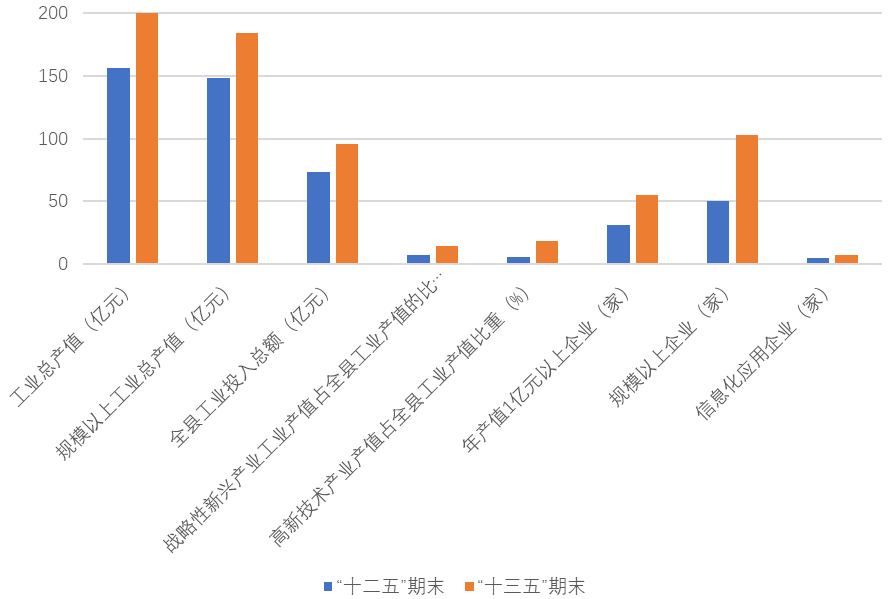 200
150
100
50
0
工业总产值（亿元）
规模以上工业总产值（亿元）
全县工业投入总额（亿元）
战略性新兴产业工业产值占全县工业产值的比…
高新技术产业产值占全县工业产值比重（%）
年产值1亿元以上企业（家）
规模以上企业（家）
信息化应用企业（家）
“十二五”期末 “十三五”期末